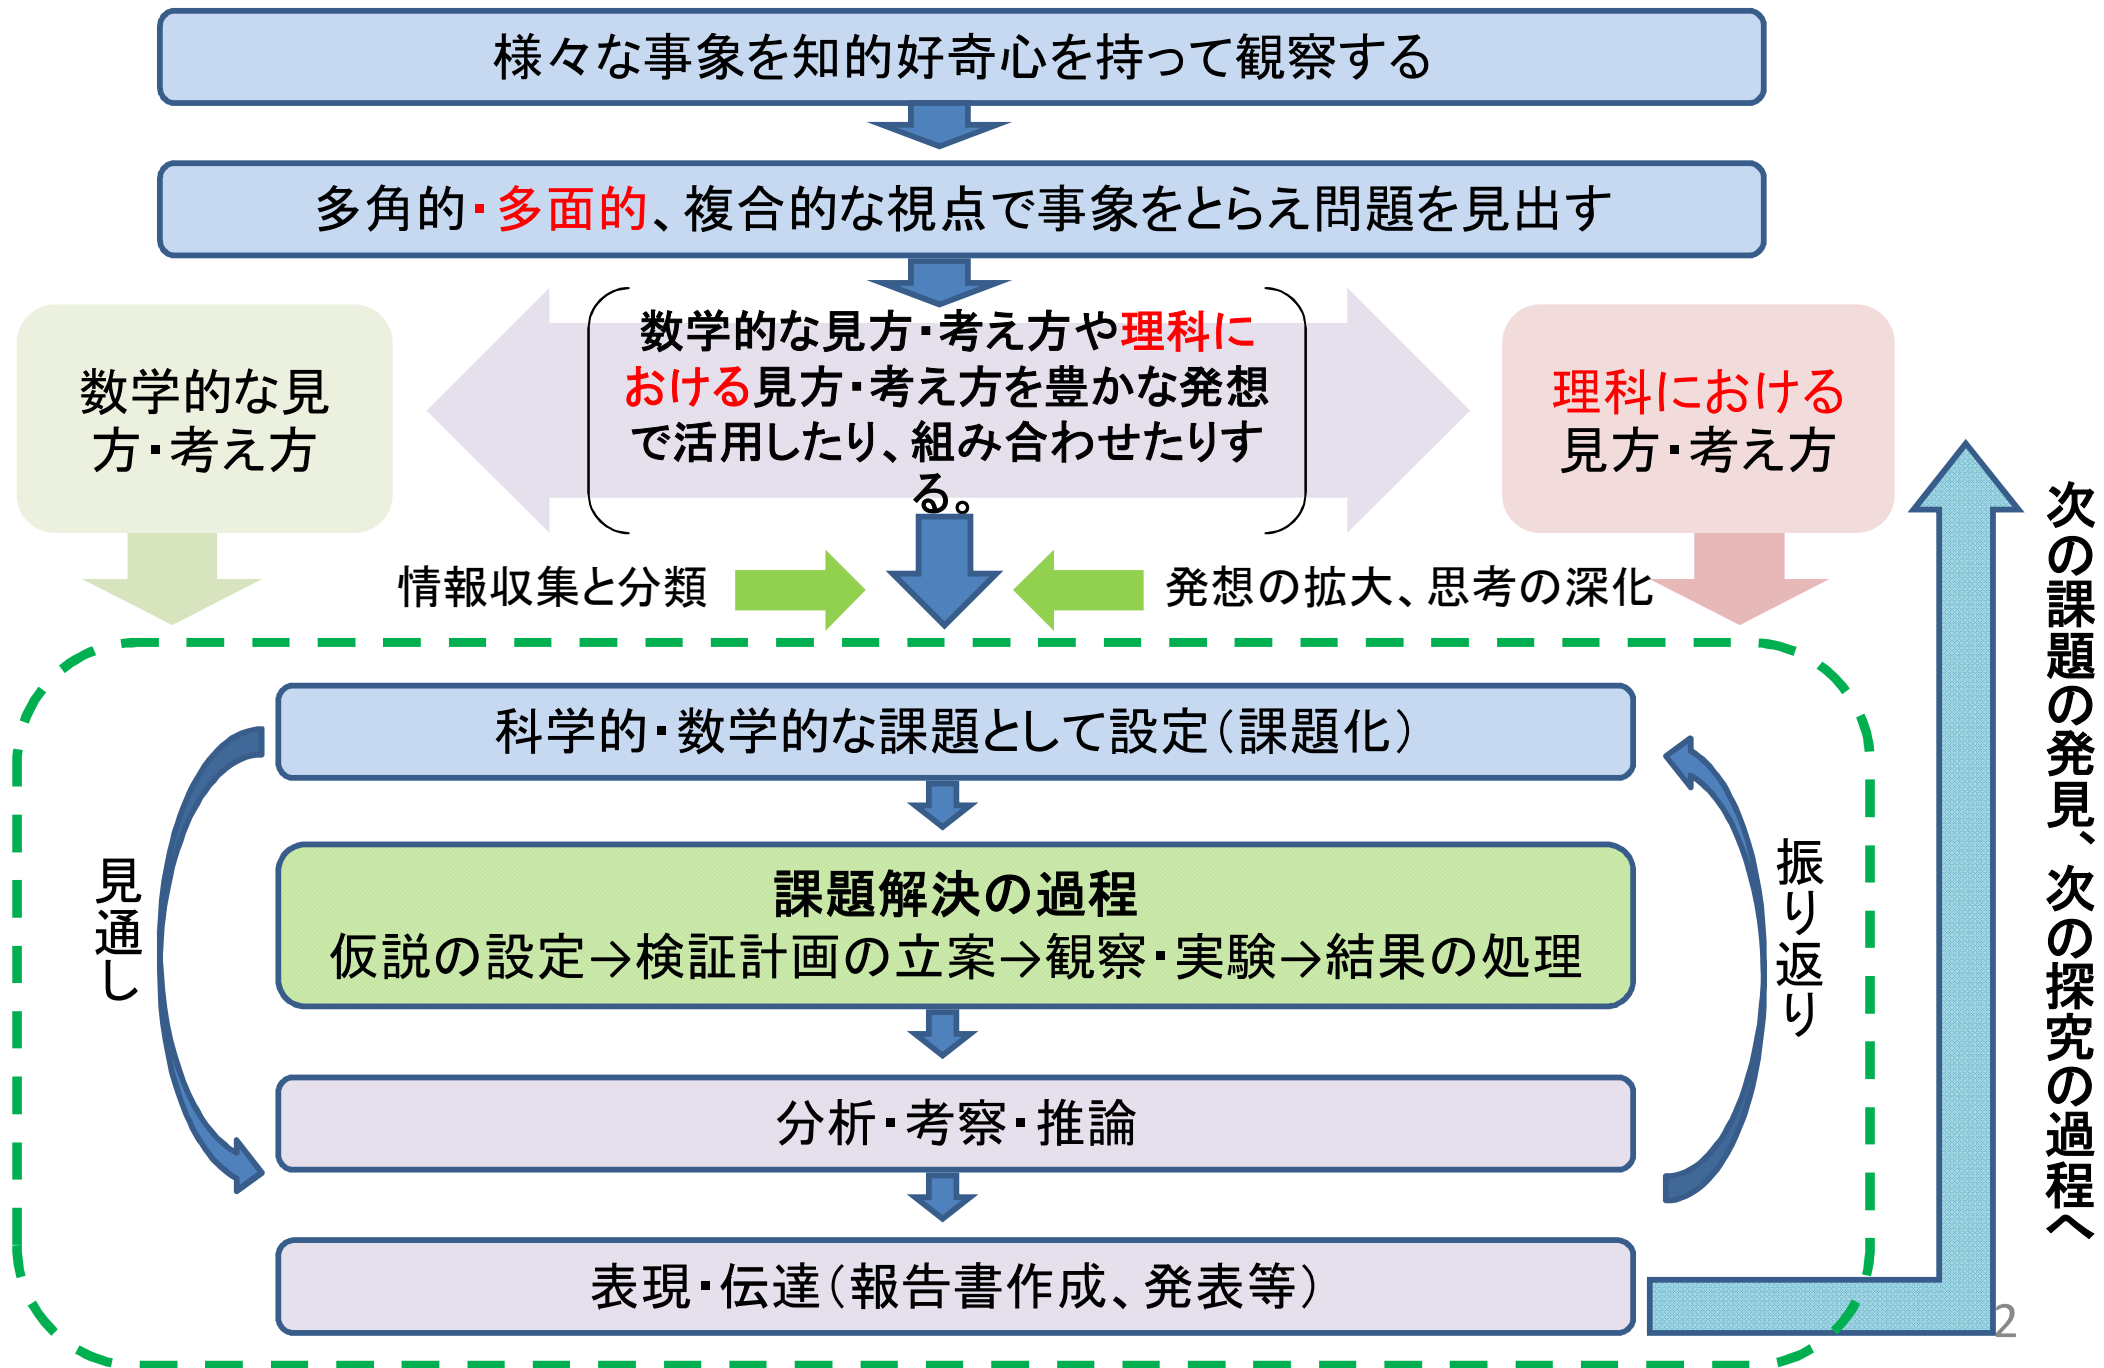 様々な事象を知的好奇心を持って観察する
多角的・多面的、複合的な視点で事象をとらえ問題を見出す
数学的な見方・考え方や理科に
おける見方・考え方を豊かな発想
で活用したり、組み合わせたりす
る。
数学的な見
方・考え方
理科における
見方・考え方
情報収集と分類
発想の拡大、思考の深化
科学的・数学的な課題として設定（課題化）
課題解決の過程
仮説の設定→検証計画の立案→観察・実験→結果の処理
分析・考察・推論
表現・伝達（報告書作成、発表等）
見通し
振り返り
次の課題の発見、次の探究の過程へ
2